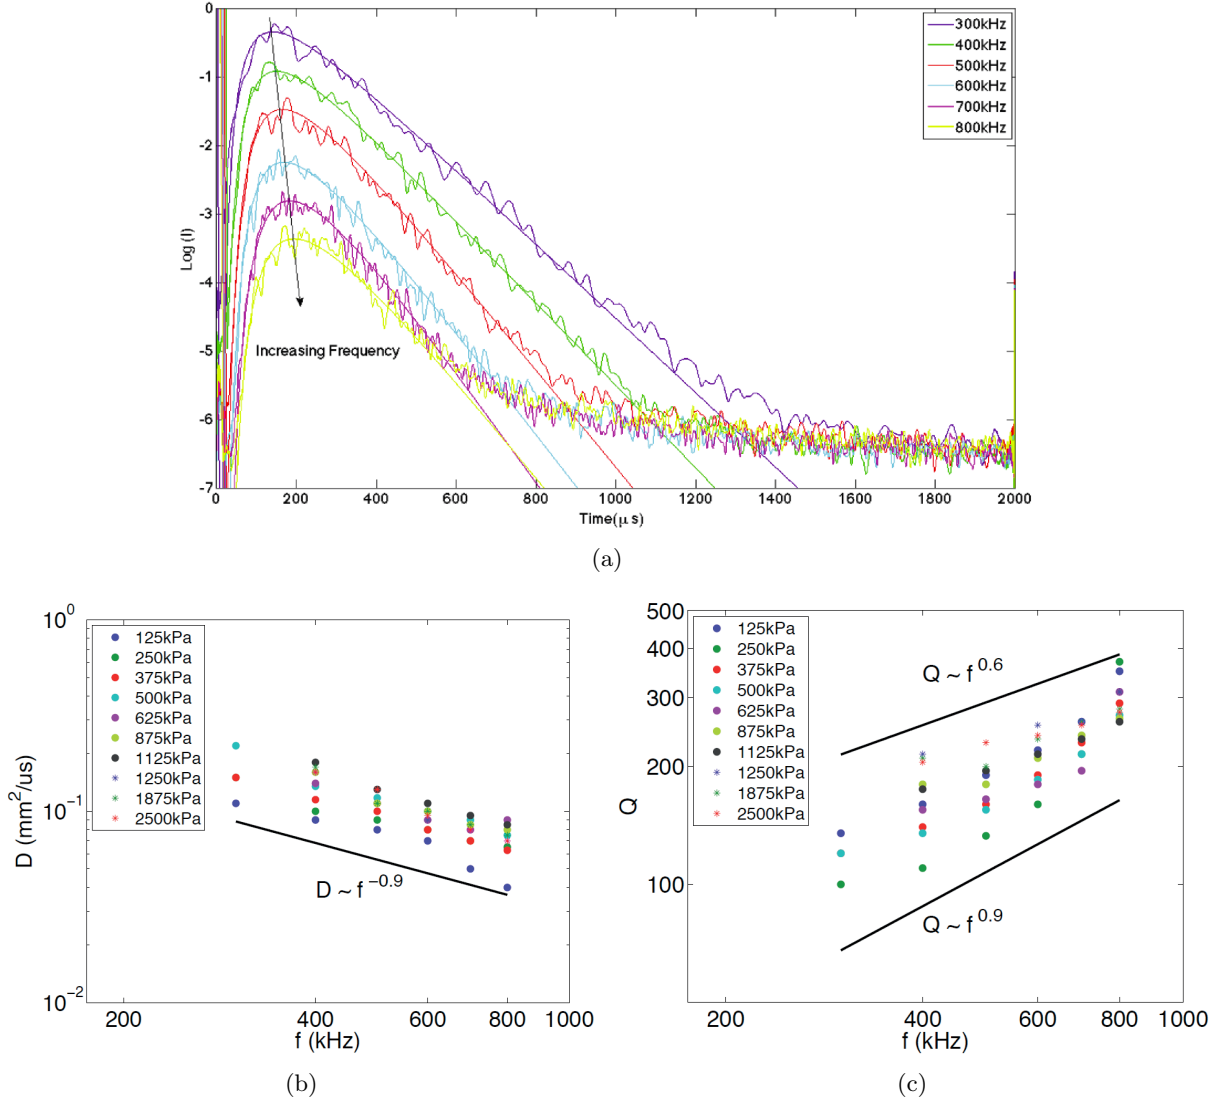 0
-1
-2
-3
-4
-5
-6
-7
Log (I)
300kHz
400kHz
500kHz
600kHz
700kHz
800kHz
Increasing Frequency
0 200 400 600 800 1000 1200 1400 1600 1800 2000
Time(μ s)
(a)
10^0
10^-1
10^-2
D (mm^2/us)
125kPa
250kPa
375kPa
500kPa
625kPa
875kPa
1125kPa
1250kPa
1875kPa
2500kPa
D ~ f^-0.9
200 400 600 800 1000
f (kHz)
(b)
500
400
300
200
100
Q
125kPa
250kPa
375kPa
500kPa
625kPa
875kPa
1125kPa
1250kPa
1875kPa
2500kPa
Q ~ f^0.6
Q ~ f^0.9
200 400 600 800 1000
f (kHz)
(c)